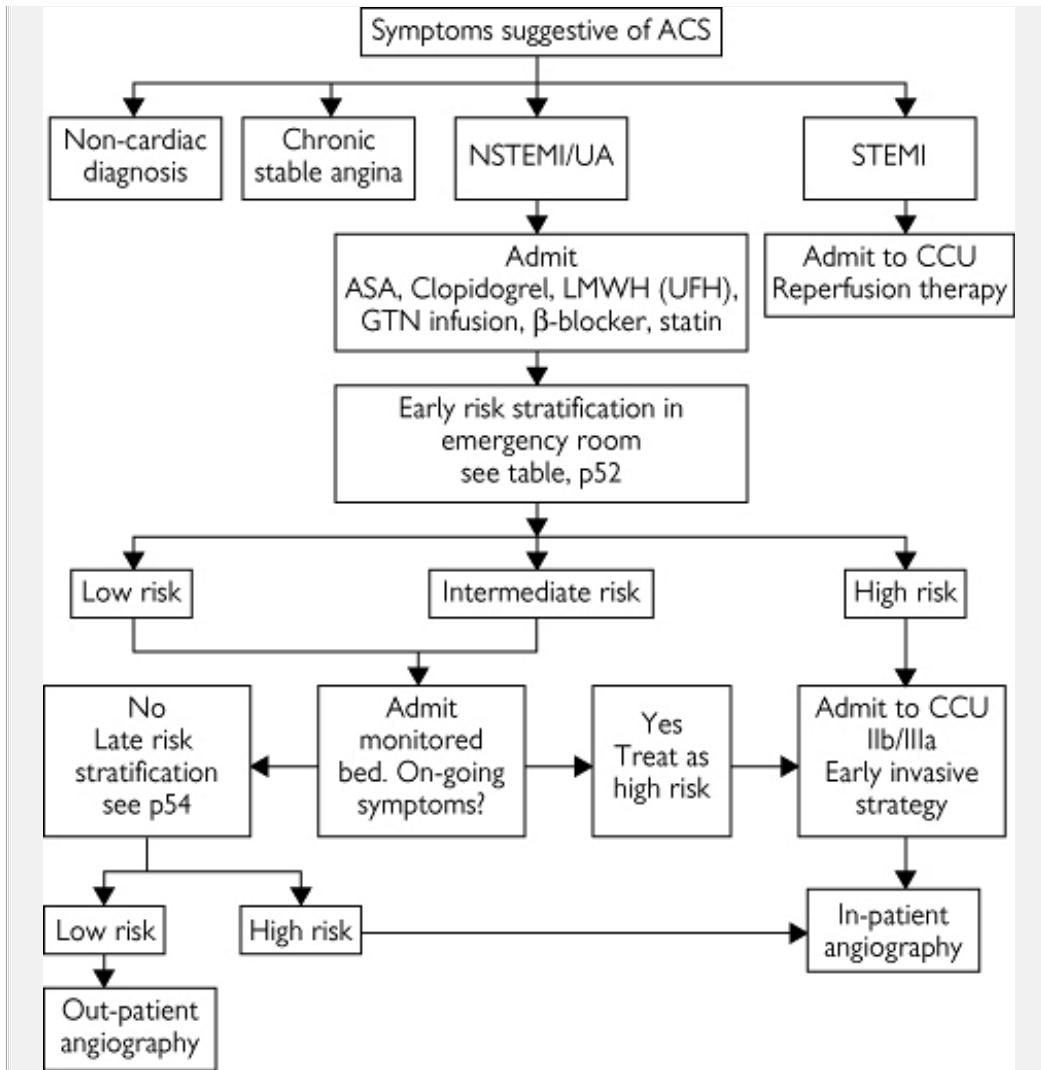 Symptoms suggestive of ACS
Non-cardiac
diagnosis
Chronic
stable angina
NSTEMI/UA
STEMI
Admit
ASA, Clopidogrel, LMWH (UFH),
GTN infusion, β-blocker, statin
Admit to CCU
Reperfusion therapy
Early risk stratification in
emergency room
see table, p52
Low risk
Intermediate risk
High risk
No
Late risk
stratification
see p54
Admit
monitored
bed. On-going
symptoms?
Yes
Treat as
high risk
Admit to CCU
IIb/IIIa
Early invasive
strategy
Low risk
High risk
In-patient
angiography
Out-patient
angiography